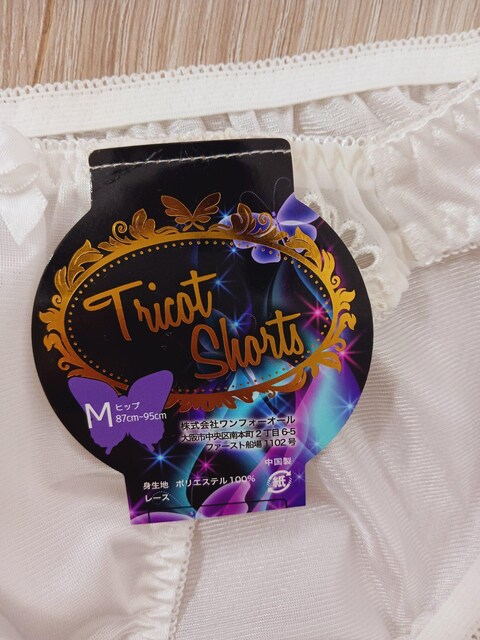 Tricot
Shorts
M ヒップ
87cm~95cm
株式会社ワンフォーオール
大阪市中央区南本町2丁目6-5
ファースト船場1102号
中国製
身生地 ポリエステル100%
レース
紙